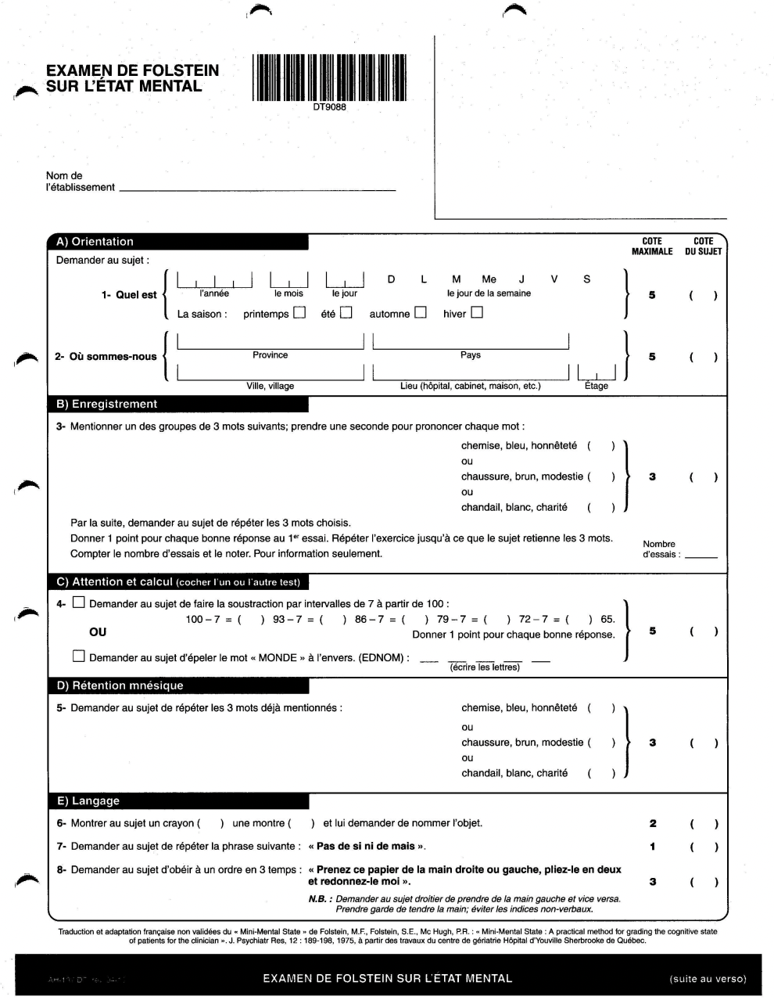 EXAMEN DE FOLSTEIN
SUR L'ÉTAT MENTAL
DT9088
Nom de
l'établissement
A) Orientation
COTE MAXIMALE
COTE DU SUJET
Demander au sujet :
D L M Me J V S
1- Quel est
l'année le mois le jour le jour de la semaine
5 ( )
La saison : printemps été automne hiver
2- Où sommes-nous
Province Pays
5 ( )
Ville, village Lieu (hôpital, cabinet, maison, etc.) Étage
B) Enregistrement
3- Mentionner un des groupes de 3 mots suivants; prendre une seconde pour prononcer chaque mot :
chemise, bleu, honnêteté ( )
ou
chaussure, brun, modestie ( ) 3 ( )
ou
chandail, blanc, charité ( )
Par la suite, demander au sujet de répéter les 3 mots choisis.
Donner 1 point pour chaque bonne réponse au 1er essai. Répéter l'exercice jusqu'à ce que le sujet retienne les 3 mots.
Compter le nombre d'essais et le noter. Pour information seulement.
Nombre
d'essais :
C) Attention et calcul (cocher l'un ou l'autre test)
4- Demander au sujet de faire la soustraction par intervalles de 7 à partir de 100 :
100 – 7 = ( ) 93 – 7 = ( ) 86 – 7 = ( ) 79 – 7 = ( ) 72 – 7 = ( ) 65.
OU Donner 1 point pour chaque bonne réponse. 5 ( )
Demander au sujet d'épeler le mot « MONDE » à l'envers. (EDNOM) :
(écrire les lettres)
D) Rétention mnésique
5- Demander au sujet de répéter les 3 mots déjà mentionnés : chemise, bleu, honnêteté ( )
ou
chaussure, brun, modestie ( ) 3 ( )
ou
chandail, blanc, charité ( )
E) Langage
6- Montrer au sujet un crayon ( ) une montre ( ) et lui demander de nommer l'objet. 2 ( )
7- Demander au sujet de répéter la phrase suivante : « Pas de si ni de mais ». 1 ( )
8- Demander au sujet d'obéir à un ordre en 3 temps : « Prenez ce papier de la main droite ou gauche, pliez-le en deux
et redonnez-le moi ». 3 ( )
N.B. : Demander au sujet droitier de prendre de la main gauche et vice versa.
Prendre garde de tendre la main; éviter les indices non-verbaux.
Traduction et adaptation française non validées du « Mini-Mental State » de Folstein, M.F., Folstein, S.E., Mc Hugh, P.R. : « Mini-Mental State : A practical method for grading the cognitive state
of patients for the clinician ». J. Psychiatr Res, 12 : 189-198, 1975, à partir des travaux du centre de gériatrie Hôpital d'Youville Sherbrooke de Québec.
EXAMEN DE FOLSTEIN SUR L'ÉTAT MENTAL
(suite au verso)